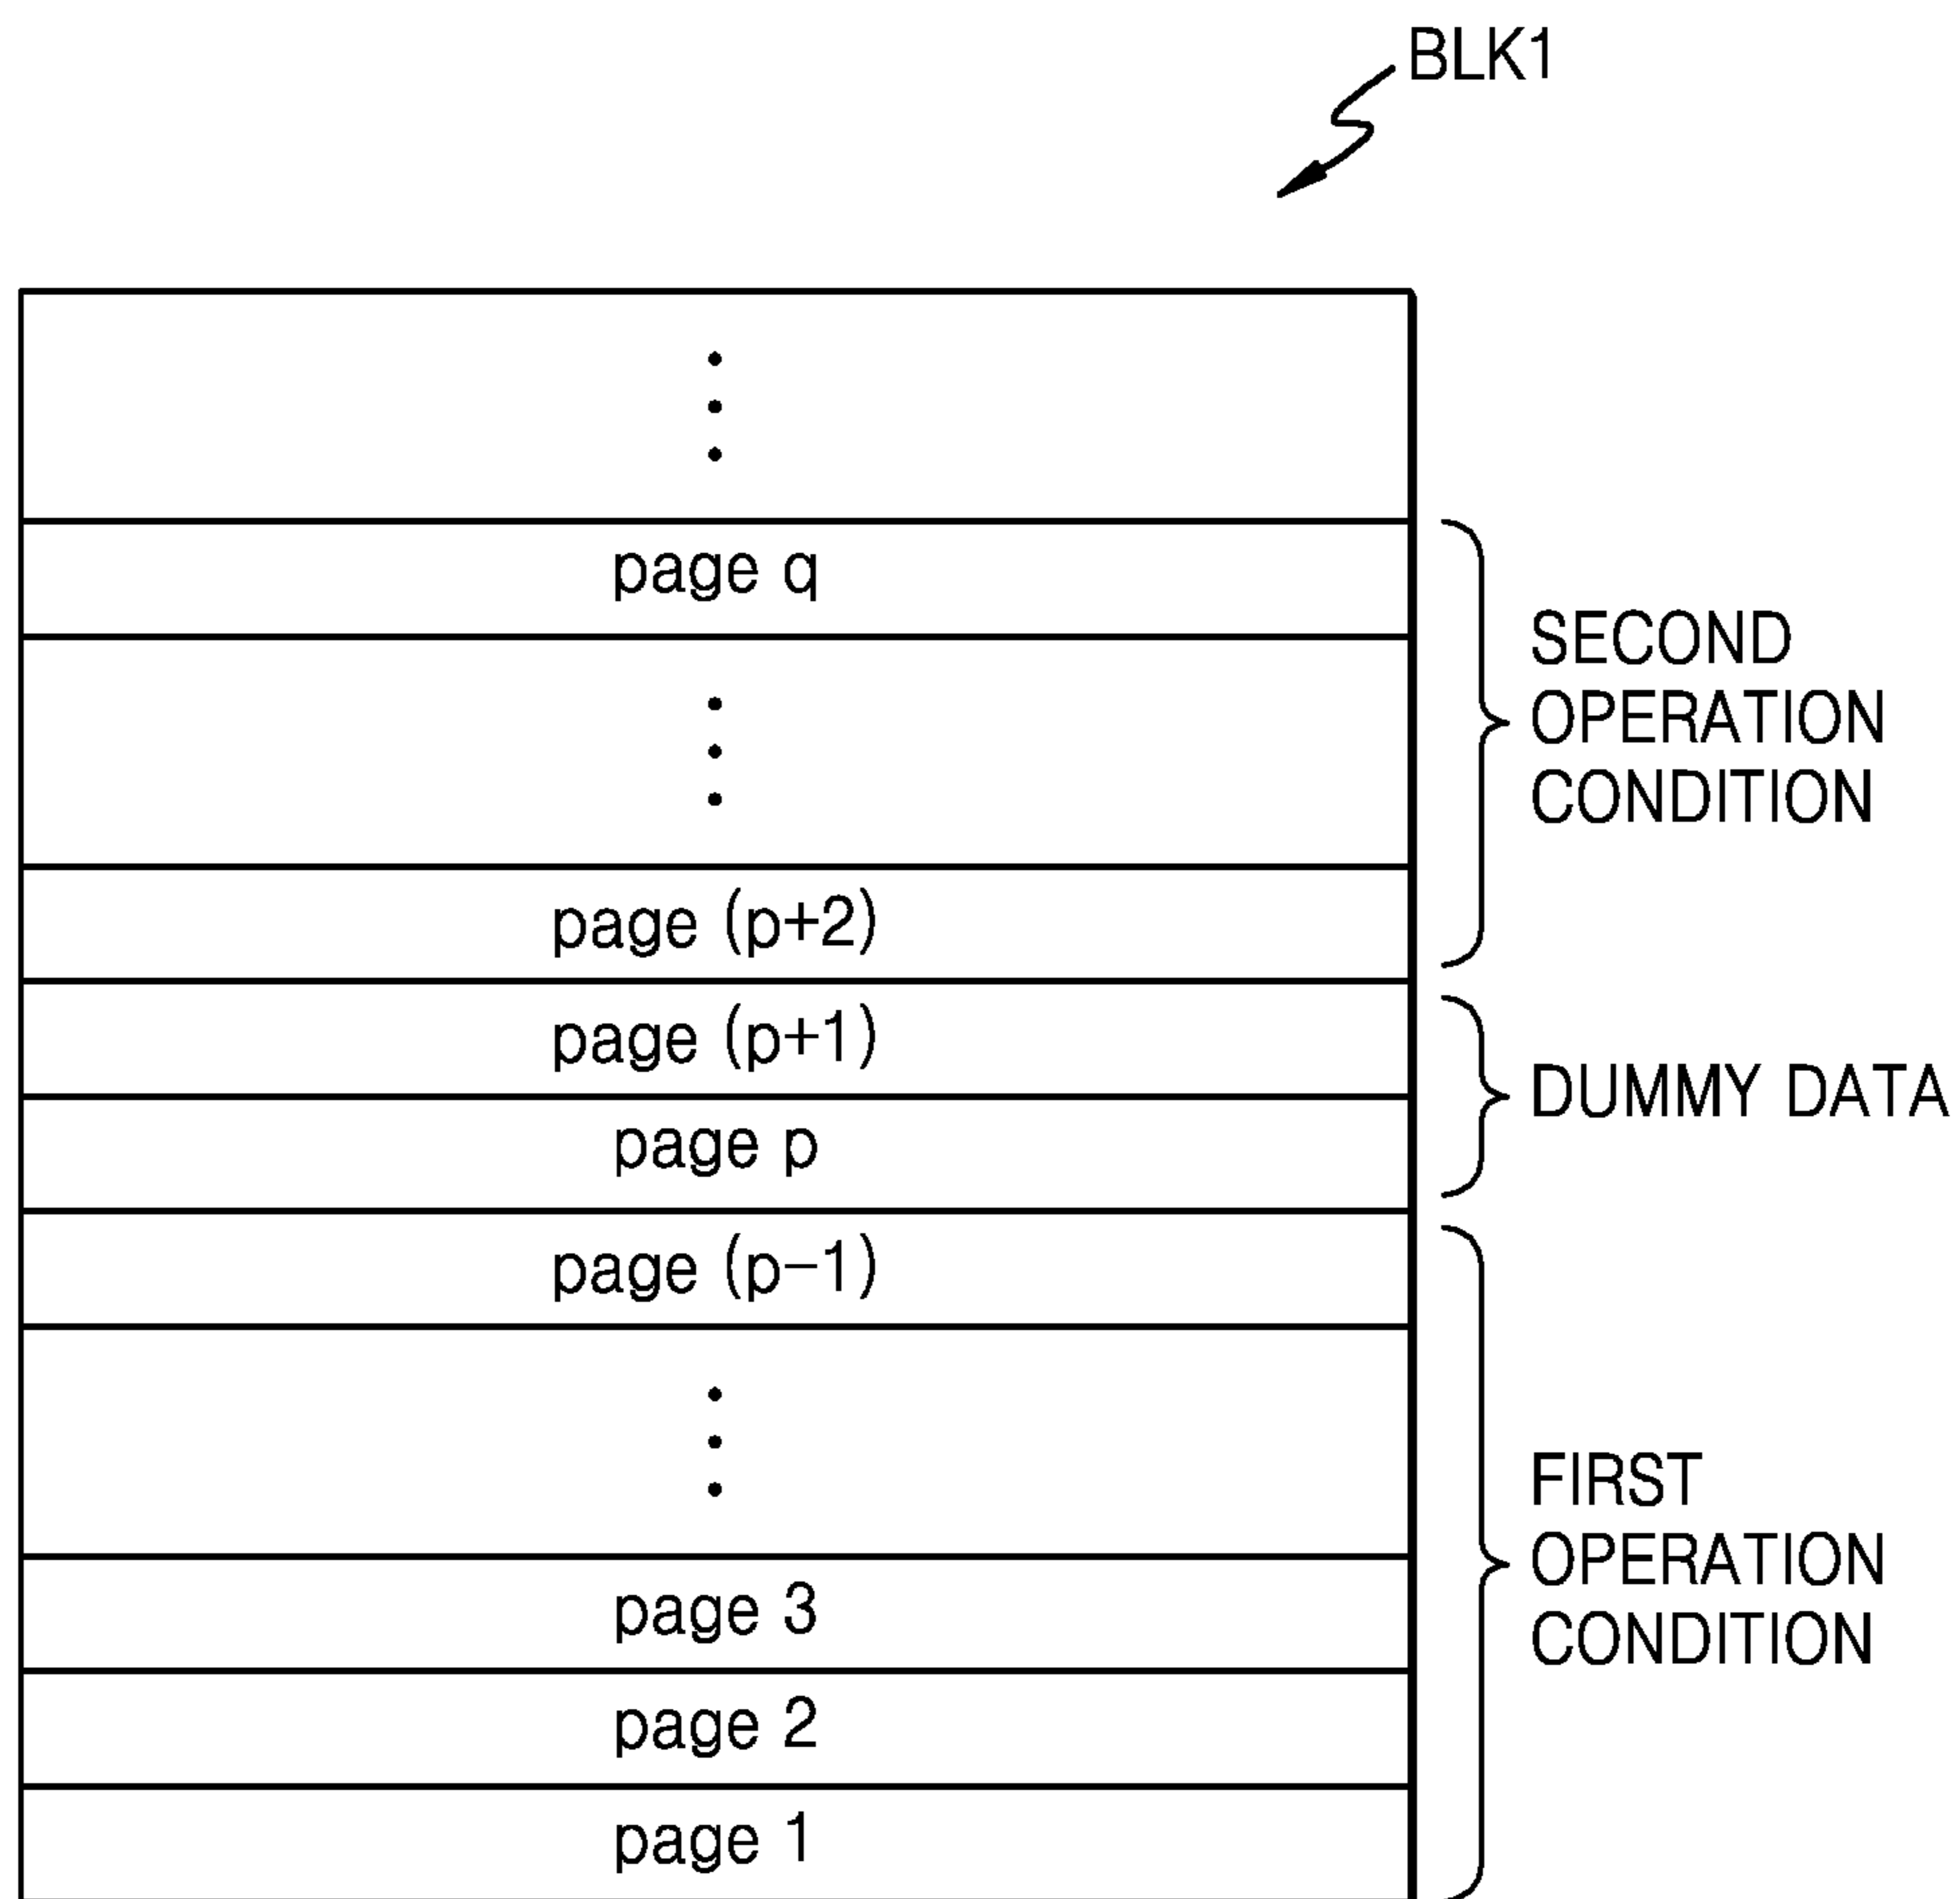 BLK1
page q
SECOND
OPERATION
CONDITION
page (p+2)
page (p+1)
DUMMY DATA
page p
page (p-1)
FIRST
OPERATION
CONDITION
page 3
page 2
page 1